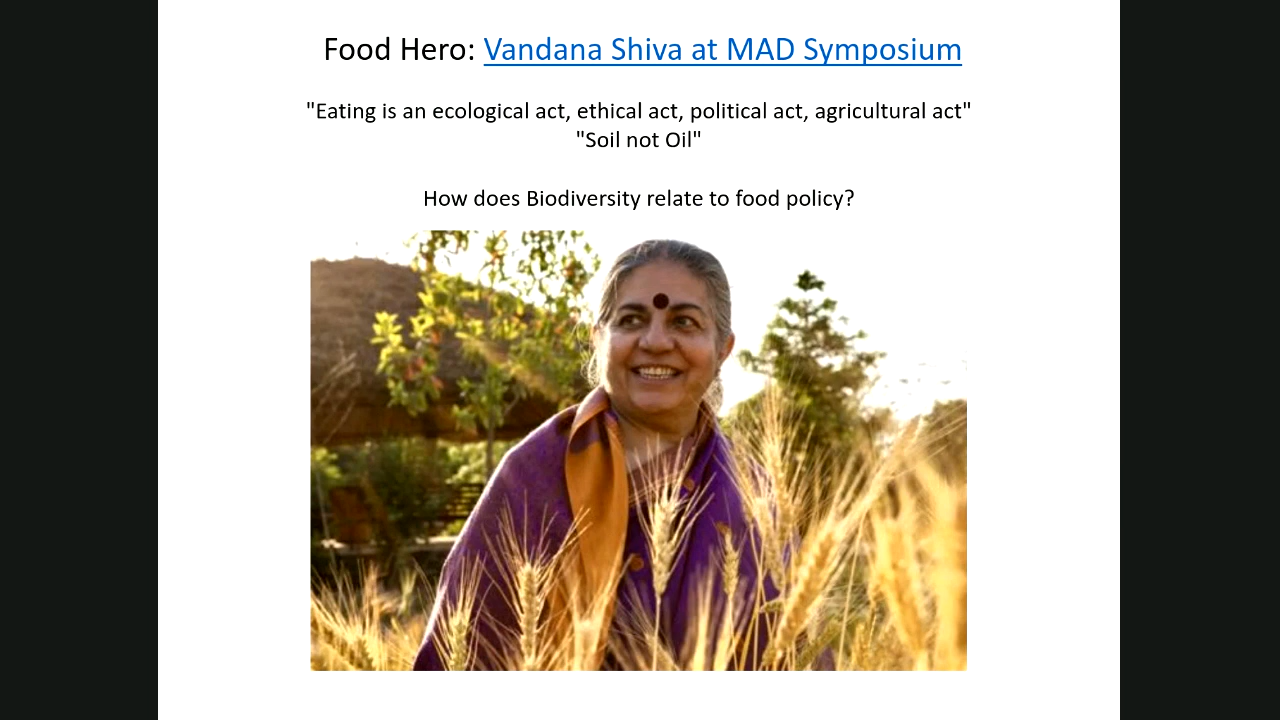 Food Hero: Vandana Shiva at MAD Symposium
"Eating is an ecological act, ethical act, political act, agricultural act"
"Soil not Oil"
How does Biodiversity relate to food policy?